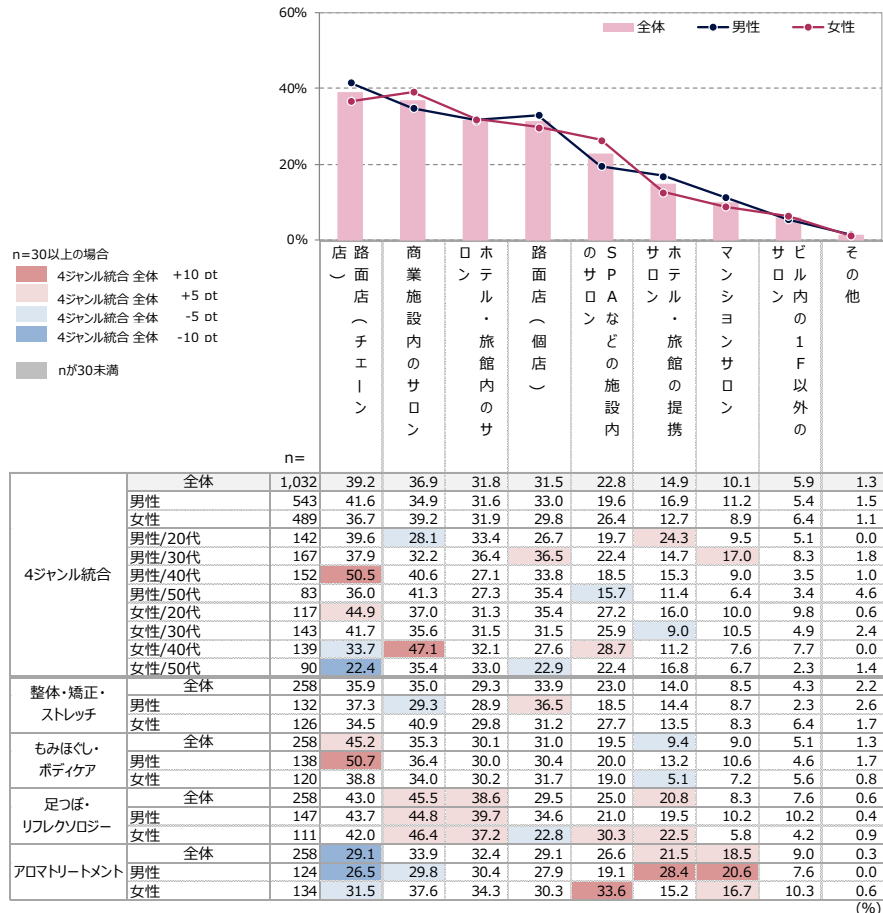 60%
全体 男性 女性
40%
20%
0%
n=30以上の場合
4ジャンル統合 全体 +10 pt
4ジャンル統合 全体 +5 pt
4ジャンル統合 全体 -5 pt
4ジャンル統合 全体 -10 pt
nが30未満
路面店（チェーン
店）
商業施設内のサロン
ホテル・旅館内のサ
ロン
路面店（個店）
SPAなどの施設内
のサロン
ホテル・旅館の提携
サロン
マンションサロン
ビル内の1F以外の
サロン
その他
n=
4ジャンル統合
全体 1,032 39.2 36.9 31.8 31.5 22.8 14.9 10.1 5.9 1.3
男性 543 41.6 34.9 31.6 33.0 19.6 16.9 11.2 5.4 1.5
女性 489 36.7 39.2 31.9 29.8 26.4 12.7 8.9 6.4 1.1
男性/20代 142 39.6 28.1 33.4 26.7 19.7 24.3 9.5 5.1 0.0
男性/30代 167 37.9 32.2 36.4 36.5 22.4 14.7 17.0 8.3 1.8
男性/40代 152 50.5 40.6 27.1 33.8 18.5 15.3 9.0 3.5 1.0
男性/50代 83 36.0 41.3 27.3 35.4 15.7 11.4 6.4 3.4 4.6
女性/20代 117 44.9 37.0 31.3 35.4 27.2 16.0 10.0 9.8 0.6
女性/30代 143 41.7 35.6 31.5 31.5 25.9 9.0 10.5 4.9 2.4
女性/40代 139 33.7 47.1 32.1 27.6 28.7 11.2 7.6 7.7 0.0
女性/50代 90 22.4 35.4 33.0 22.9 22.4 16.8 6.7 2.3 1.4
整体・矯正・
ストレッチ
全体 258 35.9 35.0 29.3 33.9 23.0 14.0 8.5 4.3 2.2
男性 132 37.3 29.3 28.9 36.5 18.5 14.4 8.7 2.3 2.6
女性 126 34.5 40.9 29.8 31.2 27.7 13.5 8.3 6.4 1.7
もみほぐし・
ボディケア
全体 258 45.2 35.3 30.1 31.0 19.5 9.4 9.0 5.1 1.3
男性 138 50.7 36.4 30.0 30.4 20.0 13.2 10.6 4.6 1.7
女性 120 38.8 34.0 30.2 31.7 19.0 5.1 7.2 5.6 0.8
足つぼ・
リフレクソロジー
全体 258 43.0 45.5 38.6 29.5 25.0 20.8 8.3 7.6 0.6
男性 147 43.7 44.8 39.7 34.6 21.0 19.5 10.2 10.2 0.4
女性 111 42.0 46.4 37.2 22.8 30.3 22.5 5.8 4.2 0.9
アロマトリートメント
全体 258 29.1 33.9 32.4 29.1 26.6 21.5 18.5 9.0 0.3
男性 124 26.5 29.8 30.4 27.9 19.1 28.4 20.6 7.6 0.0
女性 134 31.5 37.6 34.3 30.3 33.6 15.2 16.7 10.3 0.6
(%)